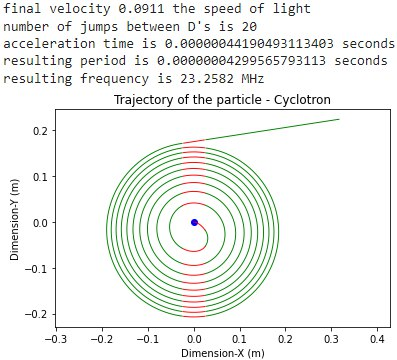 final velocity 0.0911 the speed of light
number of jumps between D's is 20
acceleration time is 0.00000044190493113403 seconds
resulting period is 0.00000004299565793113 seconds
resulting frequency is 23.2582 MHz
Trajectory of the particle - Cyclotron
Dimension-Y (m)
0.2
0.1
0.0
−0.1
−0.2
−0.3
−0.2
−0.1
0.0
0.1
0.2
0.3
0.4
Dimension-X (m)